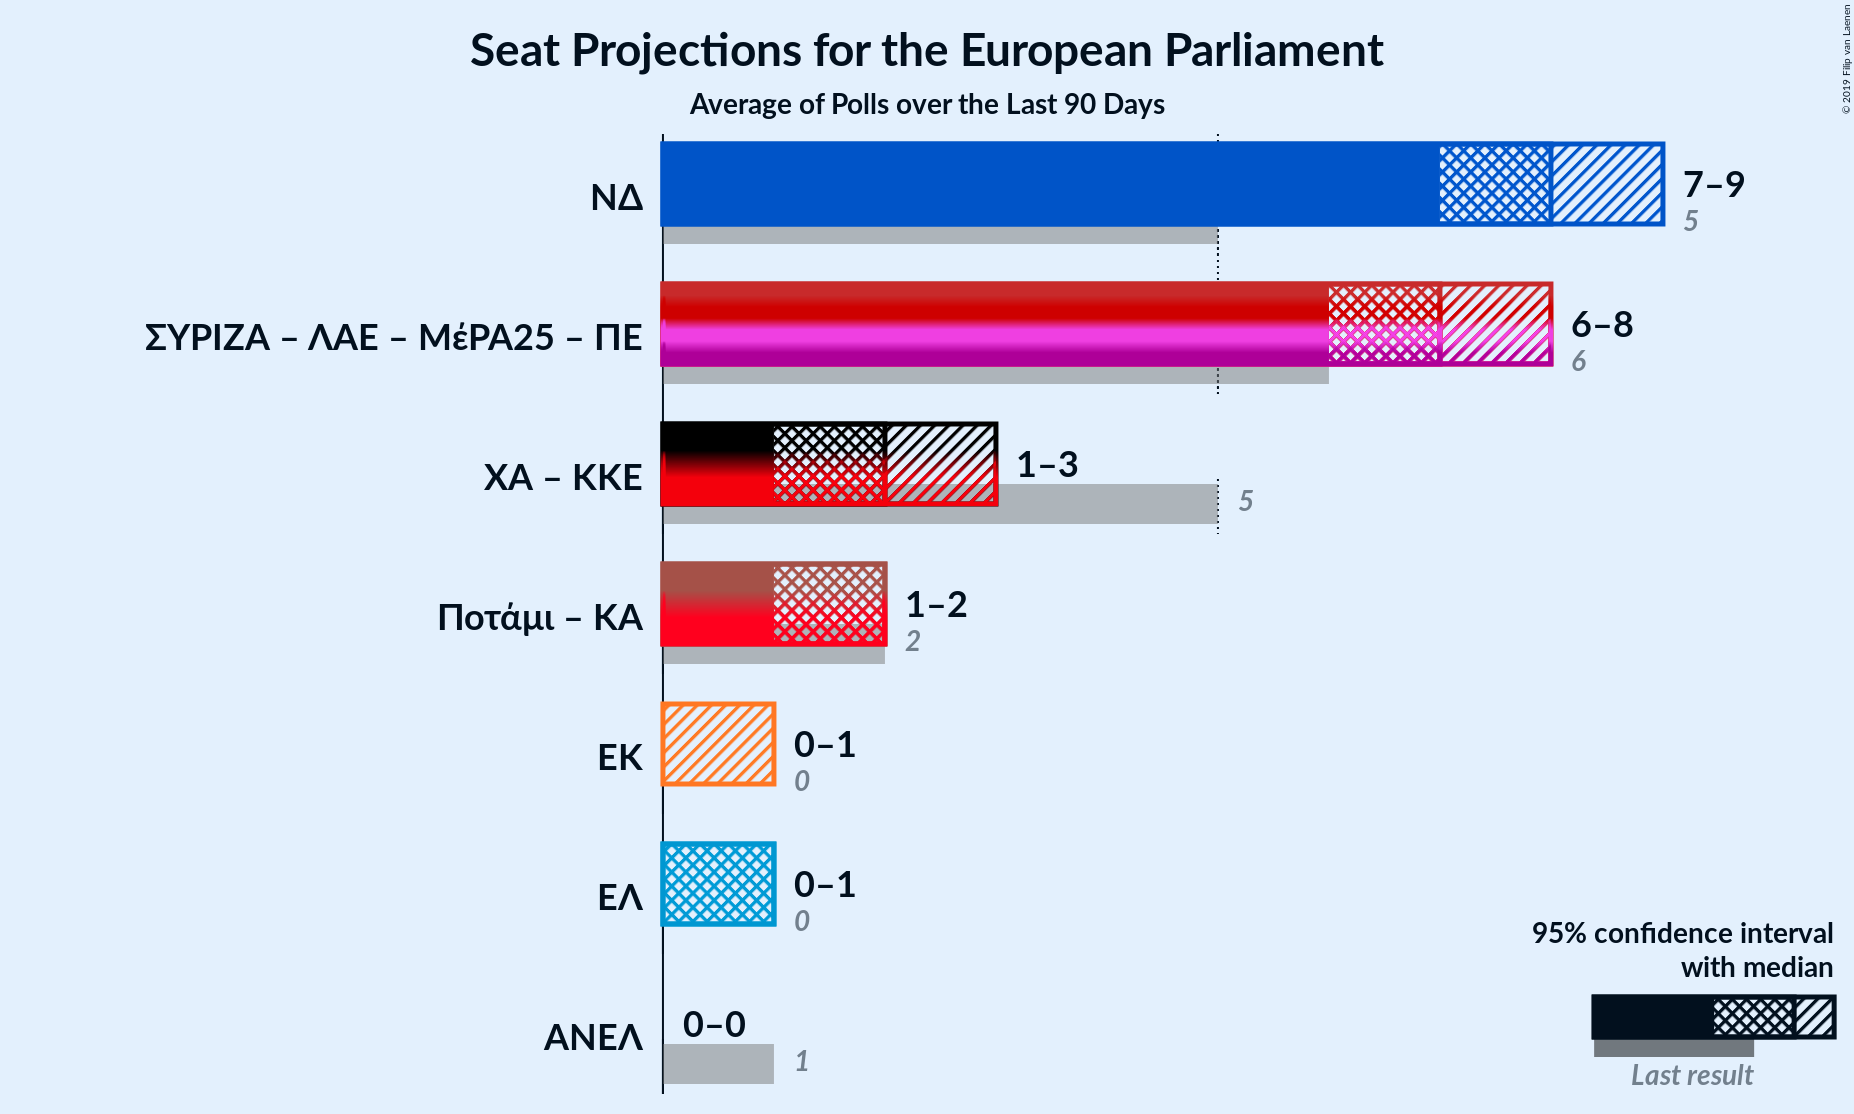 Seat Projections for the European Parliament
Average of Polls over the Last 90 Days
© 2019 Filip van Laenen
ΝΔ
7–9
5
ΣΥΡΙΖΑ – ΛΑΕ – ΜέΡΑ25 – ΠΕ
6–8
6
ΧΑ – ΚΚΕ
1–3
5
Ποτάμι – ΚΑ
1–2
2
ΕΚ
0–1
0
ΕΛ
0–1
0
ΑΝΕΛ
0–0
1
95% confidence interval
with median
Last result